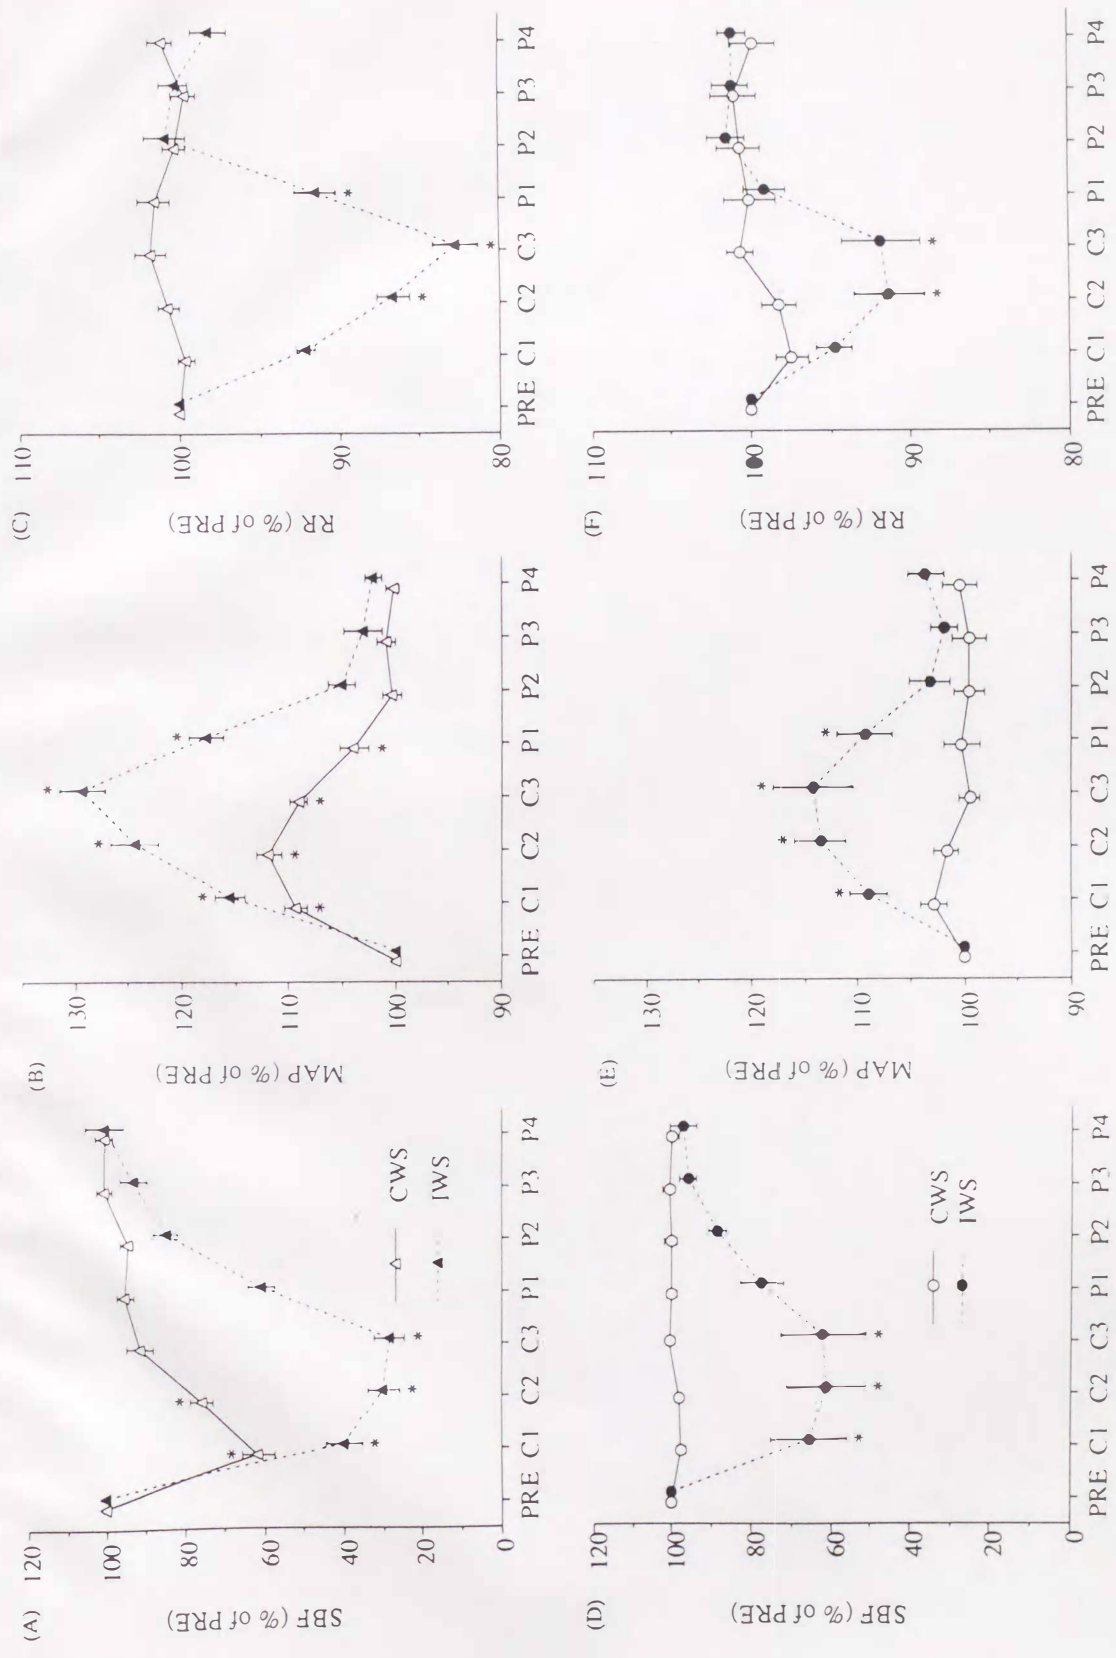 (A)
SBF (% of PRE)
120
100
80
60
40
20
0
PRE C1 C2 C3 P1 P2 P3 P4
* * * * *
CWS
IWS
(B)
MAP (% of PRE)
130
120
110
100
90
PRE C1 C2 C3 P1 P2 P3 P4
* * * * * * * *
(C)
RR (% of PRE)
110
100
90
80
PRE C1 C2 C3 P1 P2 P3 P4
* * *
(D)
SBF (% of PRE)
120
100
80
60
40
20
0
PRE C1 C2 C3 P1 P2 P3 P4
* * *
CWS
IWS
(E)
MAP (% of PRE)
130
120
110
100
90
PRE C1 C2 C3 P1 P2 P3 P4
* * * *
(F)
RR (% of PRE)
110
100
90
80
PRE C1 C2 C3 P1 P2 P3 P4
* *